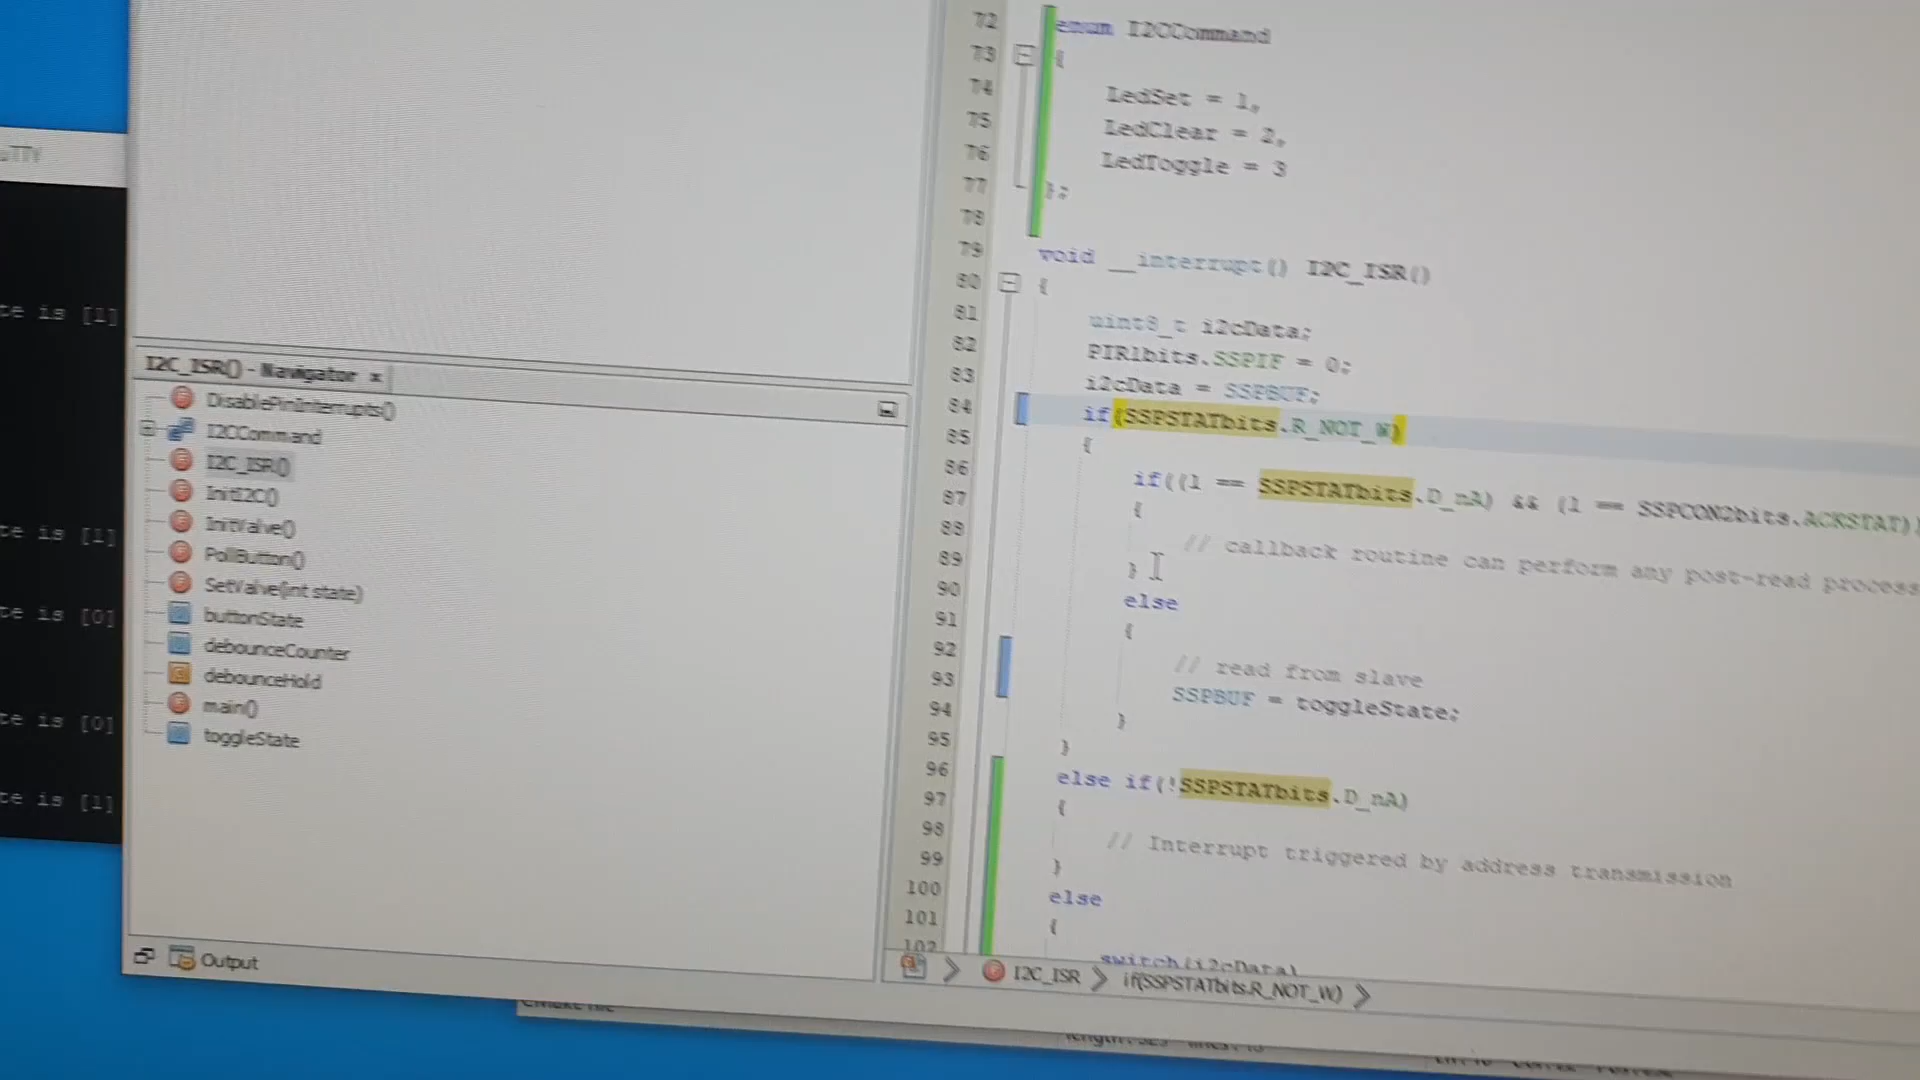 72 enum I2CCommand
73 {
74 LedSet = 1,
75 LedClear = 2,
76 LedToggle = 3
77 };
78
79 void __interrupt() I2C_ISR()
80 {
81 uint8_t i2cData;
82 PIR1bits.SSPIF = 0;
83 i2cData = SSPBUF;
84 if(SSPSTATbits.R_NOT_W)
85 {
86 if((1 == SSPSTATbits.D_nA) && (1 == SSPCON2bits.ACKSTAT))
87 {
88 // callback routine can perform any post-read process
89 }
90 else
91 {
92 // read from slave
93 SSPBUF = toggleState;
94 }
95 }
96 else if(!SSPSTATbits.D_nA)
97 {
98 // Interrupt triggered by address transmission
99 }
100 else
101 {
102 switch(i2cData)
I2C_ISR
if(SSPSTATbits.R_NOT_W)
uTTY
te is [1]
te is [1]
te is [0]
te is [0]
te is [1]
I2C_ISR() - Navigator x
DisablePinInterrupts()
I2CCommand
I2C_ISR()
InitI2C()
InitValve()
PollButton()
SetValve(int state)
buttonState
debounceCounter
debounceHold
main()
toggleState
Output